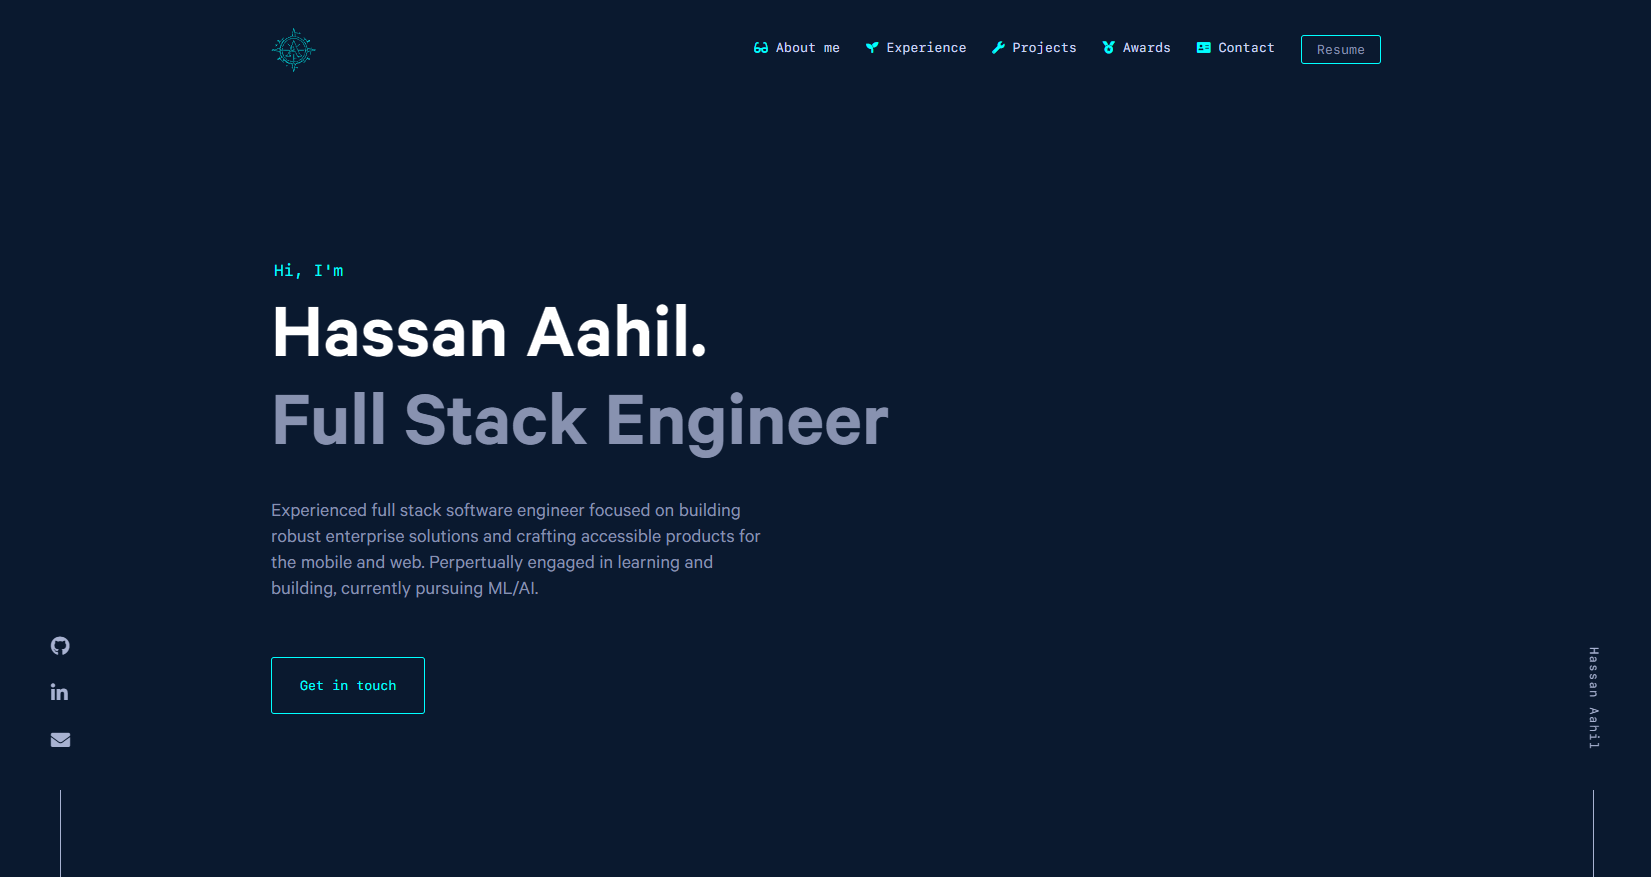 About me
Experience
Projects
Awards
Contact
Resume
Hi, I'm
Hassan Aahil.
Full Stack Engineer
Experienced full stack software engineer focused on building
robust enterprise solutions and crafting accessible products for
the mobile and web. Perpertually engaged in learning and
building, currently pursuing ML/AI.
Get in touch
Hassan Aahil